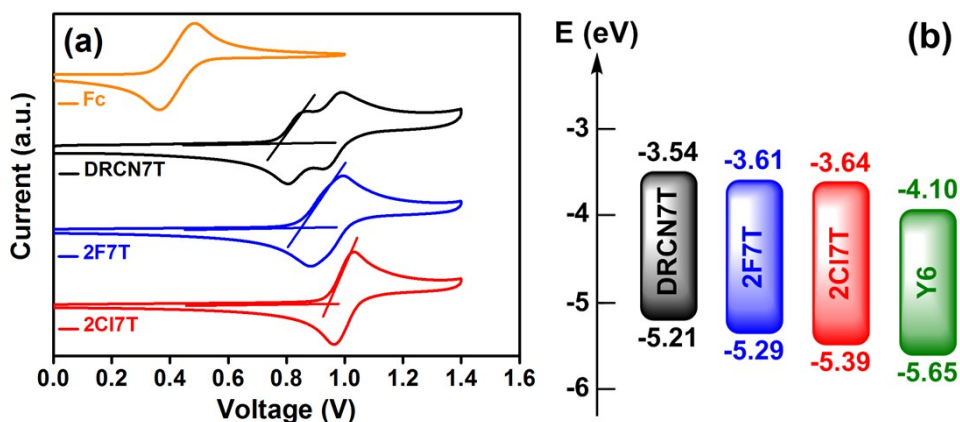 (a)
Fc
DRCN7T
2F7T
2Cl7T
Current (a.u.)
0.0 0.2 0.4 0.6 0.8 1.0 1.2 1.4 1.6
Voltage (V)
E (eV)
(b)
-3
-4
-5
-6
-3.54
DRCN7T
-5.21
-3.61
2F7T
-5.29
-3.64
2Cl7T
-5.39
-4.10
Y6
-5.65